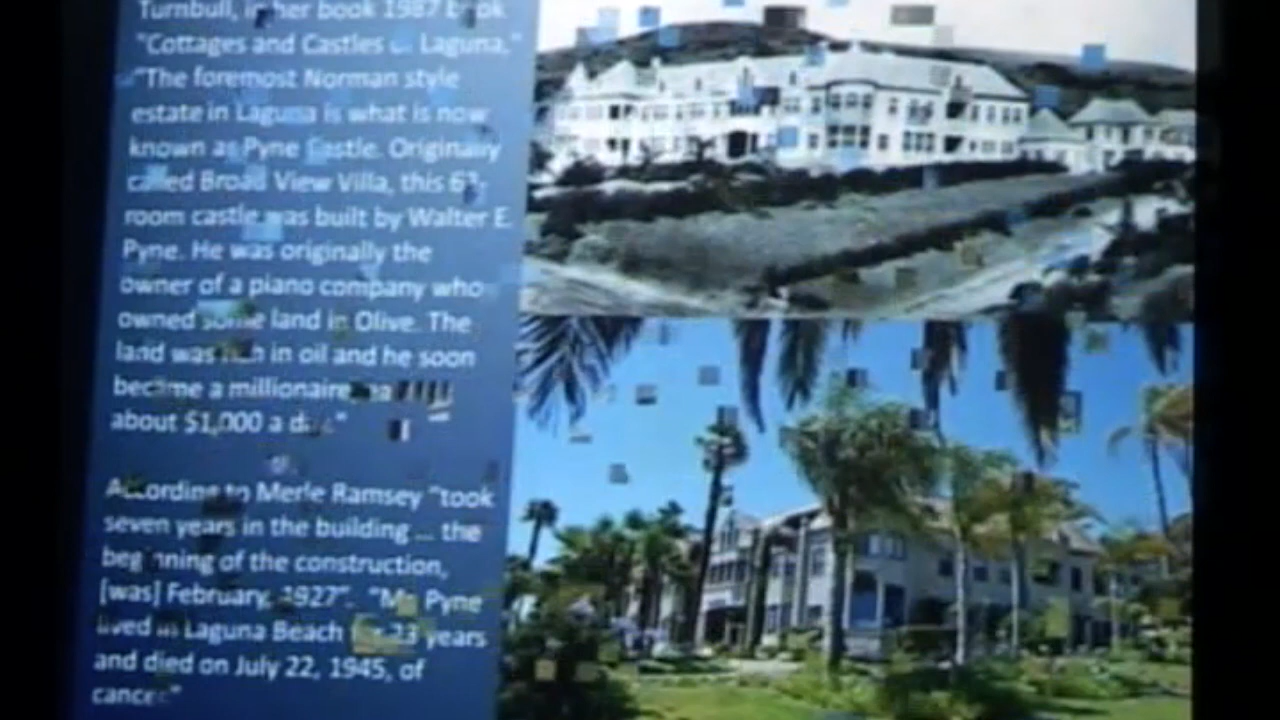 Turnbull, in her book 1987 book
"Cottages and Castles Laguna,"
"The foremost Norman style
estate in Laguna is what is now
known as Pyne Castle. Originally
called Broad View Villa, this
room castle was built by Walter E.
Pyne. He was originally the
owner of a piano company who
owned some land in Olive. The
land was rich in oil and he soon
became a millionaire
about $1,000 a
According to Merle Ramsey "took
seven years in the building ... the
beginning of the construction,
[was] February, 1927". "Mr. Pyne
lived in Laguna Beach 23 years
and died on July 22, 1945, of
cancer"